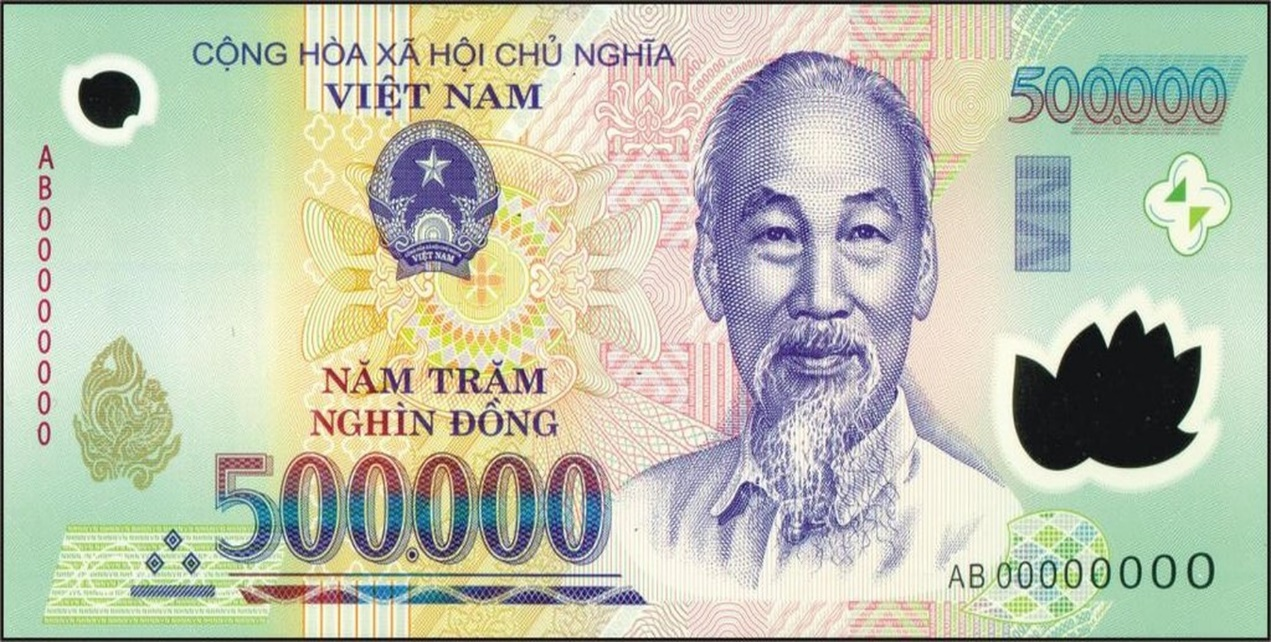 CỘNG HÒA XÃ HỘI CHỦ NGHĨA
VIỆT NAM
500.000
AB00000000
VIỆT NAM
VN
NĂM TRĂM
NGHÌN ĐỒNG
500.000
AB 00000000